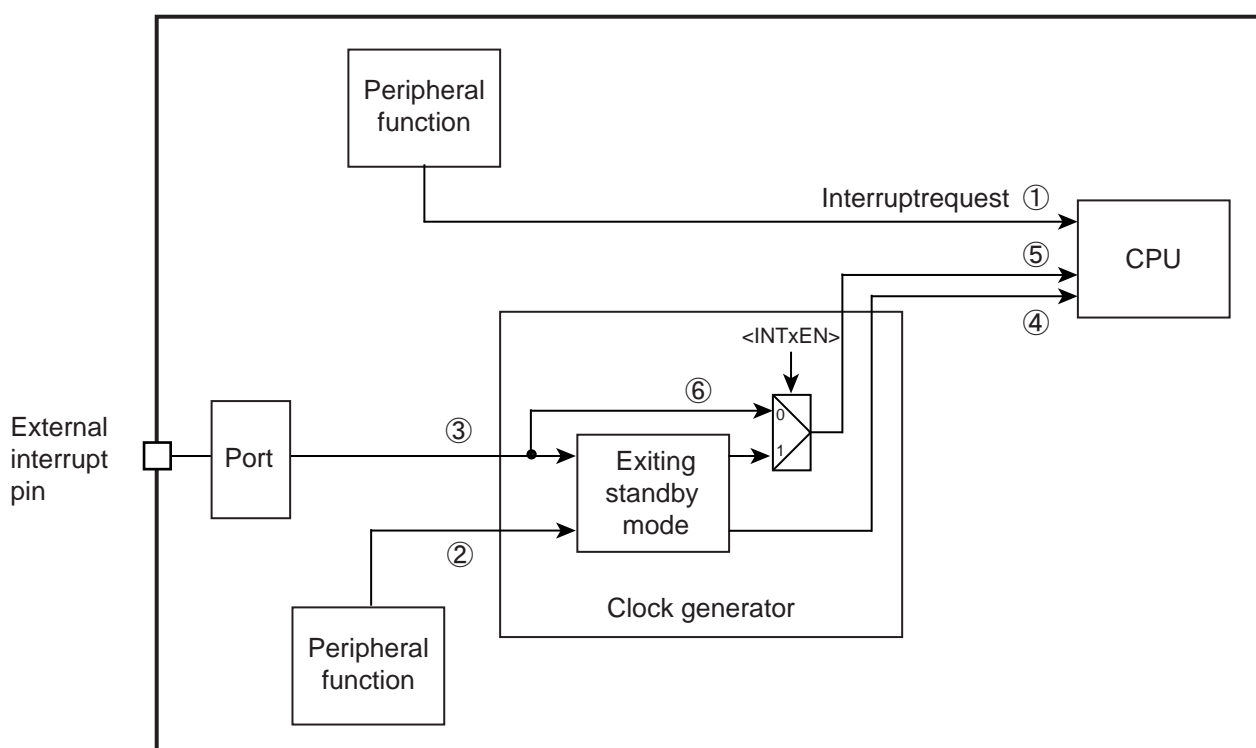 Peripheral
function
Interruptrequest ①
CPU
⑤
④
<INTxEN>
⑥
0
1
External
interrupt
pin
Port
③
Exiting
standby
mode
②
Clock generator
Peripheral
function